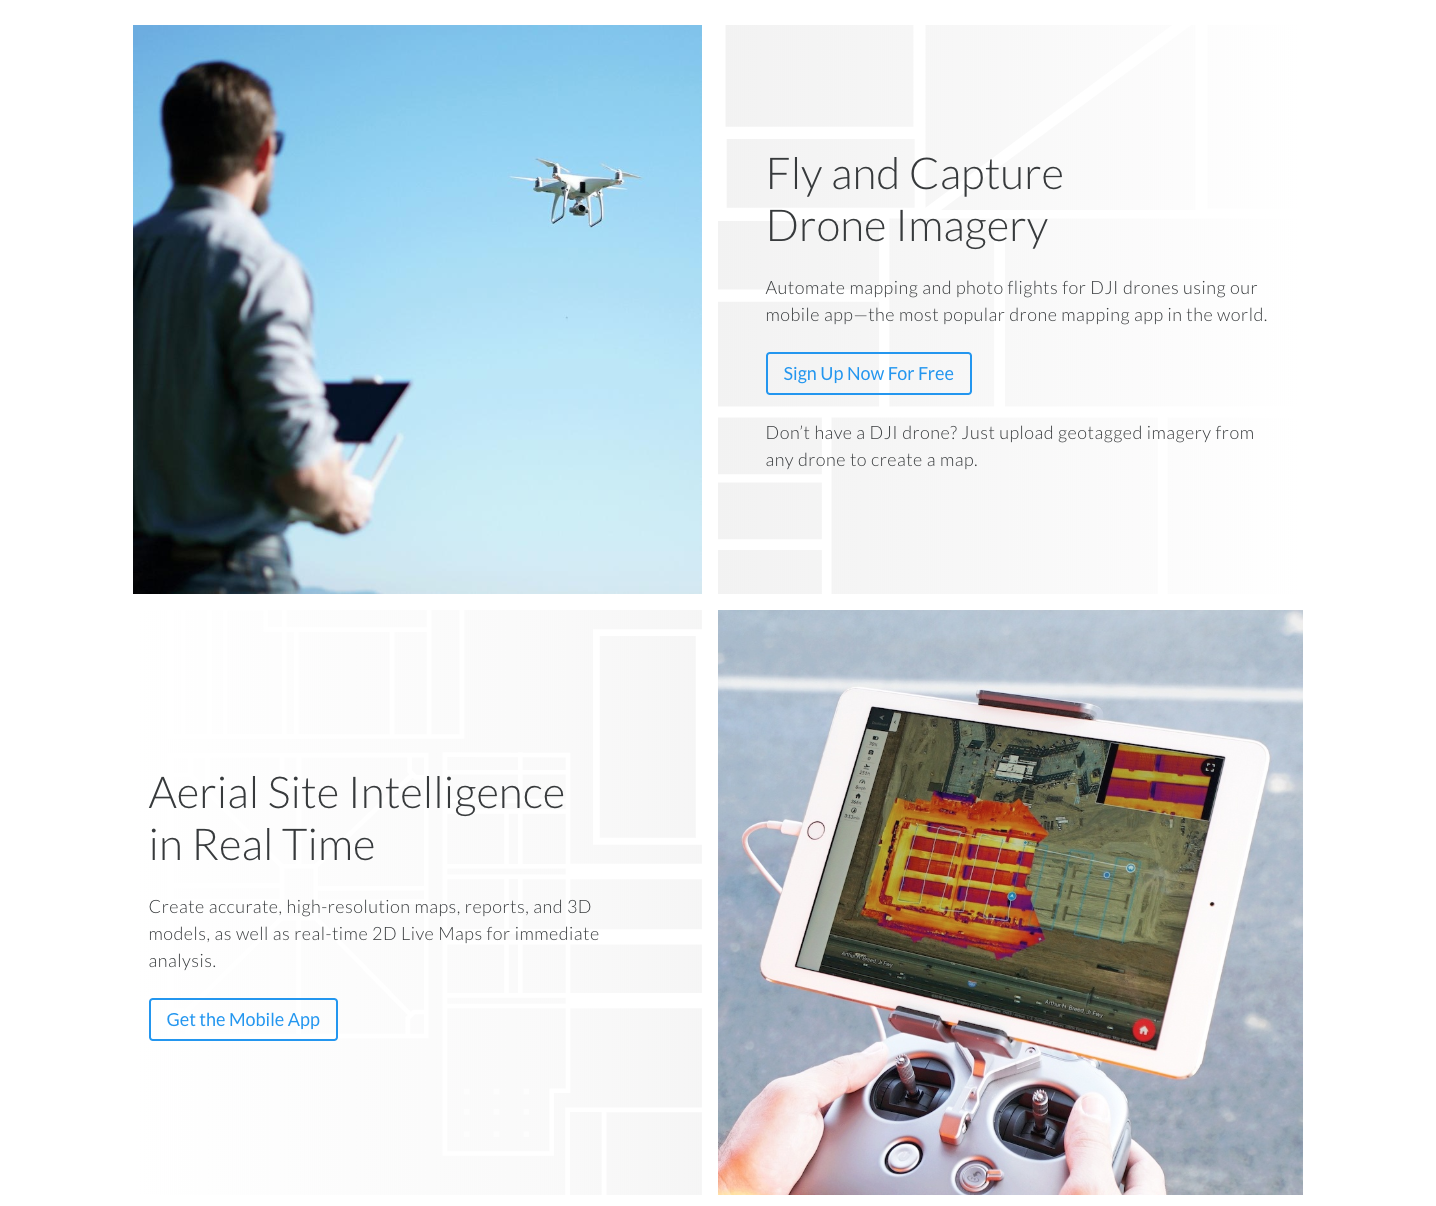 Fly and Capture
Drone Imagery
Automate mapping and photo flights for DJI drones using our
mobile app—the most popular drone mapping app in the world.
Sign Up Now For Free
Don’t have a DJI drone? Just upload geotagged imagery from
any drone to create a map.
Aerial Site Intelligence
in Real Time
Create accurate, high-resolution maps, reports, and 3D
models, as well as real-time 2D Live Maps for immediate
analysis.
Get the Mobile App